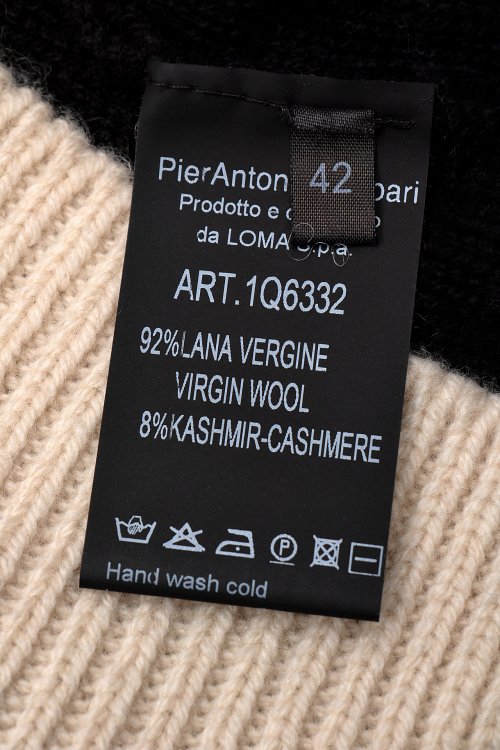 42
PierAnton pari
Prodotto e
da LOMA S.p.a.
ART.1Q6332
92%LANA VERGINE
VIRGIN WOOL
8%KASHMIR-CASHMERE
P
Hand wash cold